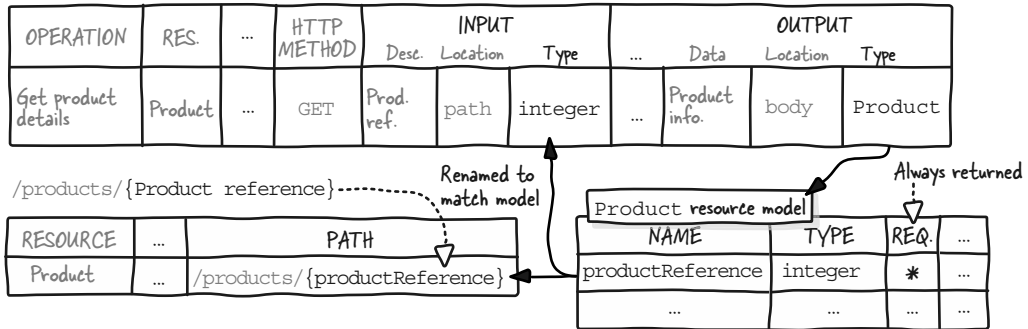 OPERATION RES. ... HTTP METHOD INPUT OUTPUT
Desc. Location Type ... Data Location Type
Get product details Product ... GET Prod. ref. path integer ... Product info. body Product
/products/{Product reference}
Renamed to
match model
Always returned
Product resource model
RESOURCE ... PATH
Product ... /products/{productReference}
NAME TYPE REQ. ...
productReference integer * ...
... ... ... ...